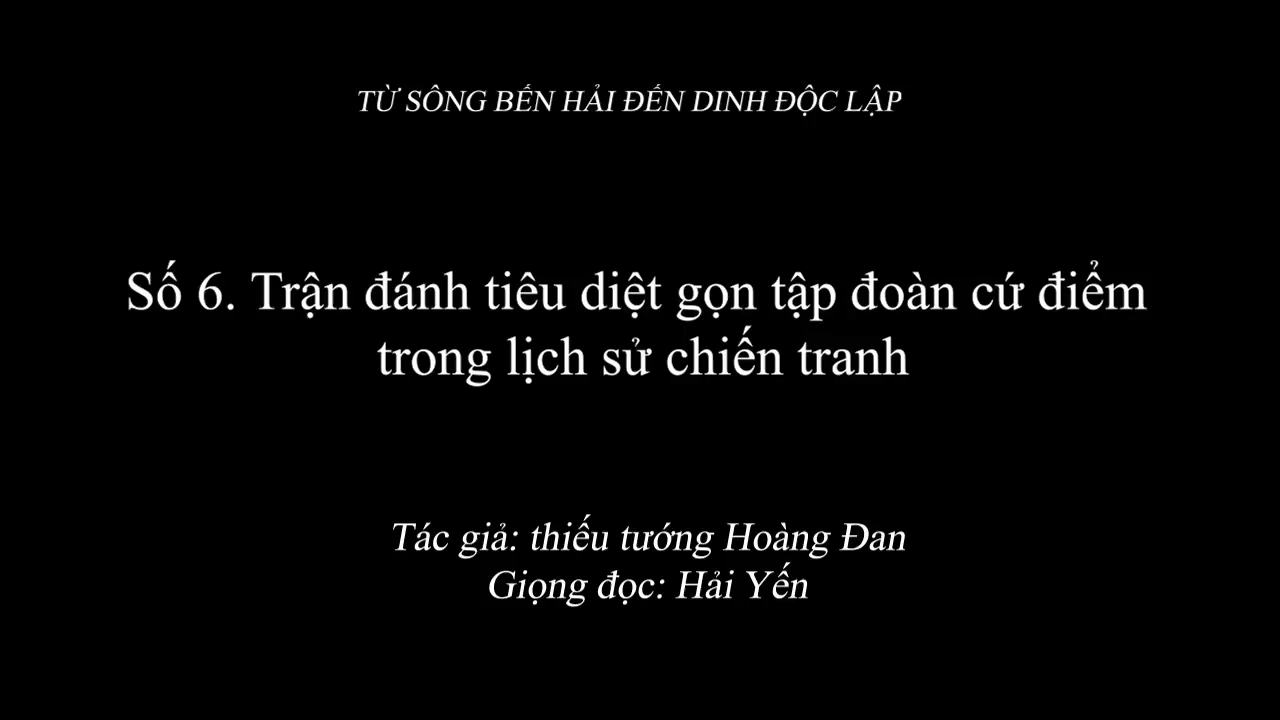 TỪ SÔNG BẾN HẢI ĐẾN DINH ĐỘC LẬP
Số 6. Trận đánh tiêu diệt gọn tập đoàn cứ điểm
trong lịch sử chiến tranh
Tác giả: thiếu tướng Hoàng Đan
Giọng đọc: Hải Yến